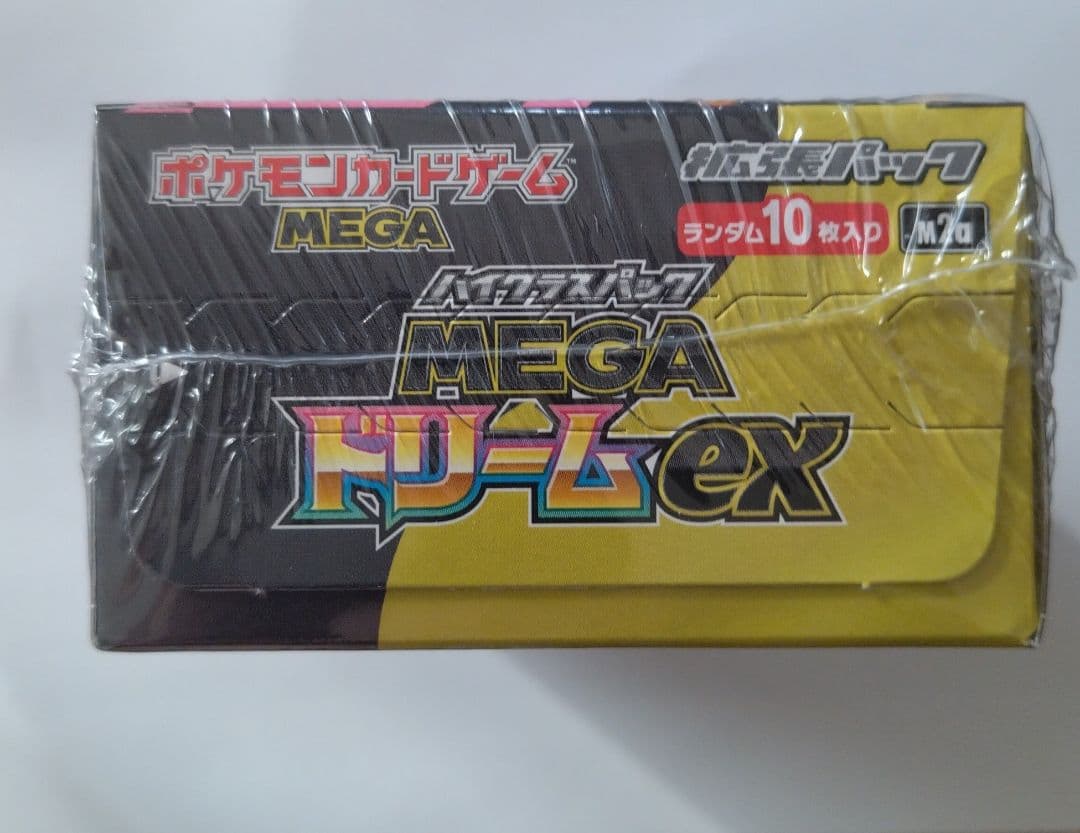 ポケモンカードゲーム™
MEGA
拡張パック
ランダム10枚入り M2a
ハイクラスパック
MEGA
ドリームex